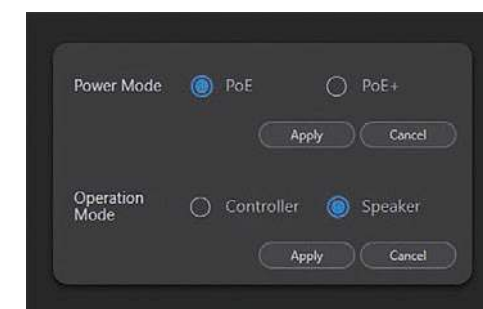 Power Mode PoE PoE+
Apply Cancel
Operation
Mode Controller Speaker
Apply Cancel